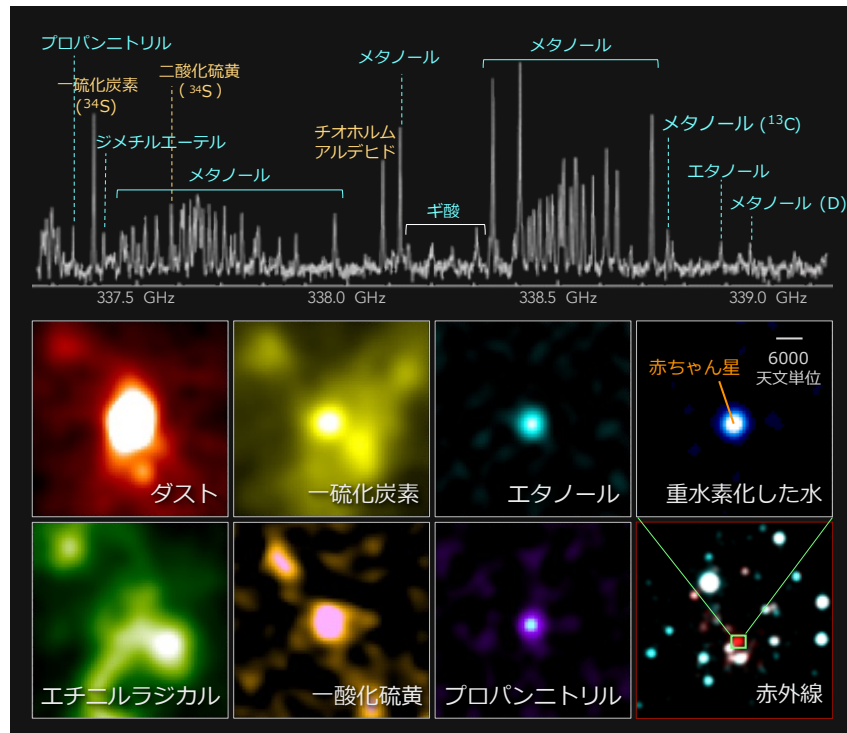 プロパンニトリル
一硫化炭素
(³⁴S)
二酸化硫黄
( ³⁴S )
ジメチルエーテル
メタノール
メタノール
チオホルム
アルデヒド
ギ酸
メタノール
メタノール (¹³C)
エタノール
メタノール (D)
337.5 GHz
338.0 GHz
338.5 GHz
339.0 GHz
ダスト
一硫化炭素
エタノール
赤ちゃん星
6000
天文単位
重水素化した水
エチニルラジカル
一酸化硫黄
プロパンニトリル
赤外線